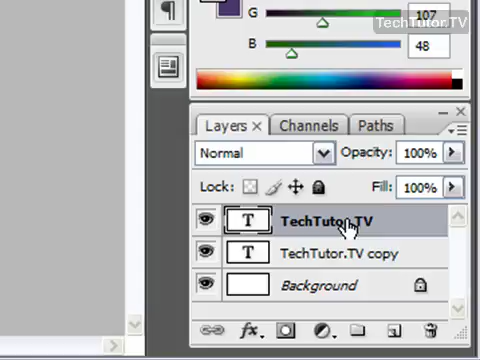 G 107
TechTutor.TV
B 48
Layers × Channels Paths
Normal Opacity: 100%
Lock: Fill: 100%
T TechTutor.TV
T TechTutor.TV copy
Background
fx